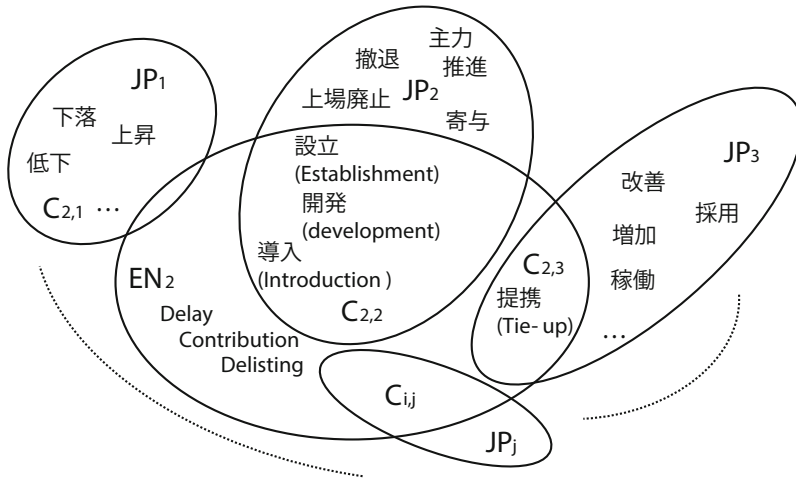 JP1
下落
上昇
低下
C2,1 …
主力
撤退
推進
上場廃止
JP2
寄与
設立
(Establishment)
開発
(development)
導入
(Introduction )
C2,2
EN2
Delay
Contribution
Delisting
JP3
改善
採用
増加
稼働
…
C2,3
提携
(Tie- up)
Ci,j
JPj